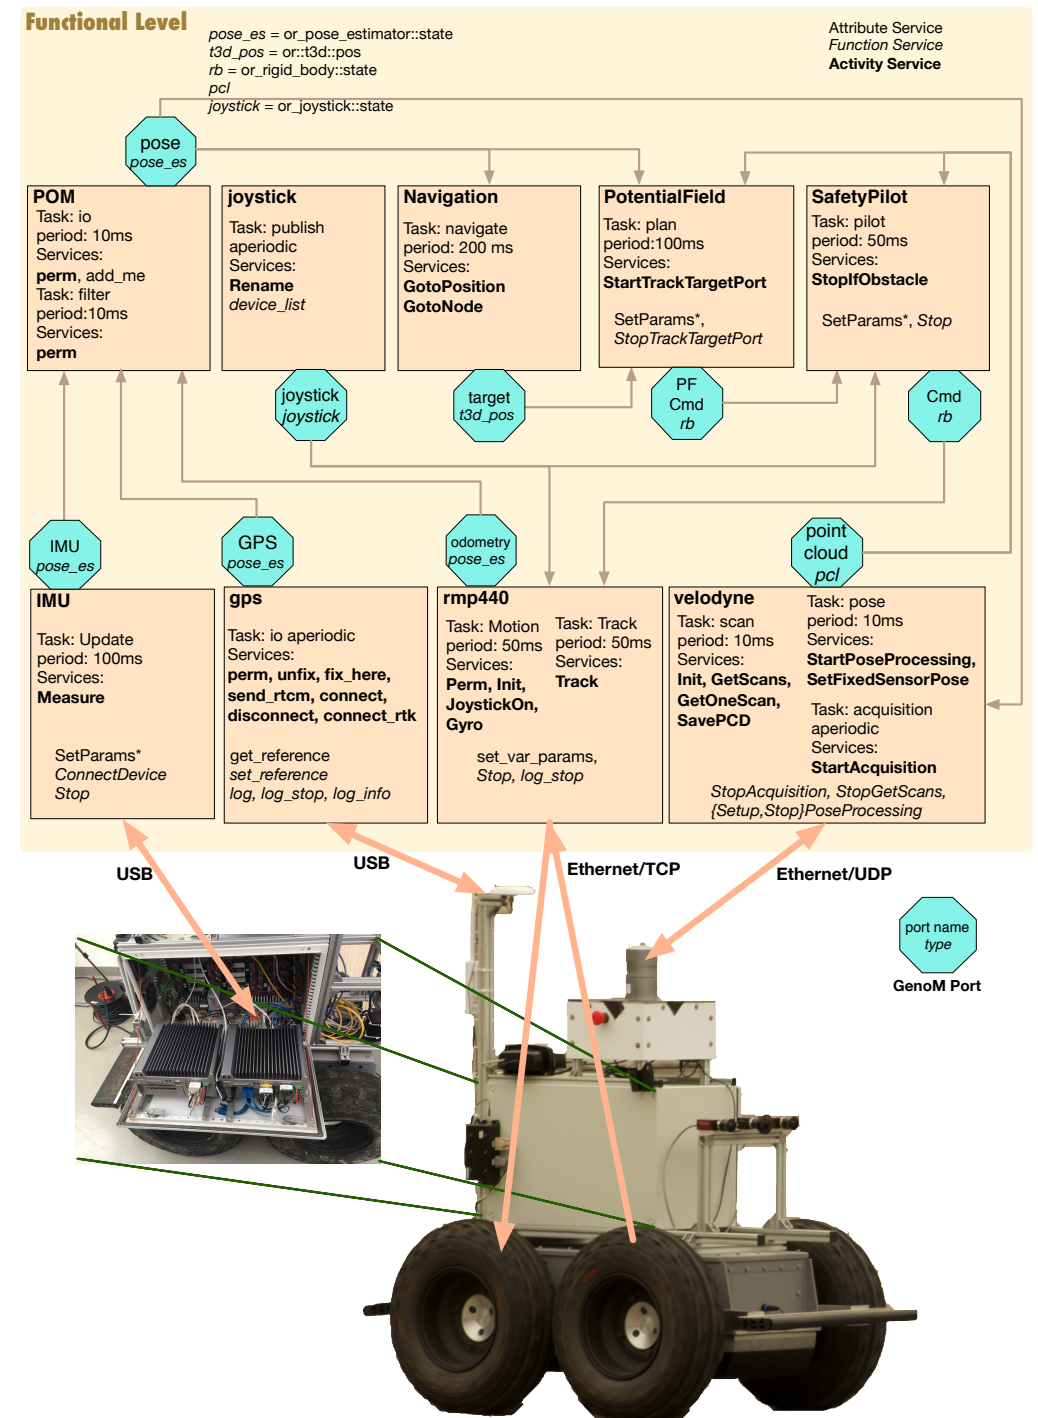 Functional Level
pose_es = or_pose_estimator::state
t3d_pos = or::t3d::pos
rb = or_rigid_body::state
pcl
joystick = or_joystick::state
Attribute Service
Function Service
Activity Service
pose
pose_es
POM
Task: io
period: 10ms
Services:
perm, add_me
Task: filter
period:10ms
Services:
perm
joystick
Task: publish
aperiodic
Services:
Rename
device_list
Navigation
Task: navigate
period: 200 ms
Services:
GotoPosition
GotoNode
PotentialField
Task: plan
period:100ms
Services:
StartTrackTargetPort
SetParams*,
StopTrackTargetPort
SafetyPilot
Task: pilot
period: 50ms
Services:
StopIfObstacle
SetParams*, Stop
joystick
joystick
target
t3d_pos
PF
Cmd
rb
Cmd
rb
IMU
pose_es
GPS
pose_es
odometry
pose_es
point
cloud
pcl
IMU
Task: Update
period: 100ms
Services:
Measure
SetParams*
ConnectDevice
Stop
gps
Task: io aperiodic
Services:
perm, unfix, fix_here,
send_rtcm, connect,
disconnect, connect_rtk
get_reference
set_reference
log, log_stop, log_info
rmp440
Task: Motion
period: 50ms
Services:
Perm, Init,
JoystickOn,
Gyro
Task: Track
period: 50ms
Services:
Track
set_var_params,
Stop, log_stop
velodyne
Task: scan
period: 10ms
Services:
Init, GetScans,
GetOneScan,
SavePCD
Task: pose
period: 10ms
Services:
StartPoseProcessing,
SetFixedSensorPose
Task: acquisition
aperiodic
Services:
StartAcquisition
StopAcquisition, StopGetScans,
{Setup,Stop}PoseProcessing
USB
USB
Ethernet/TCP
Ethernet/UDP
port name
type
GenoM Port